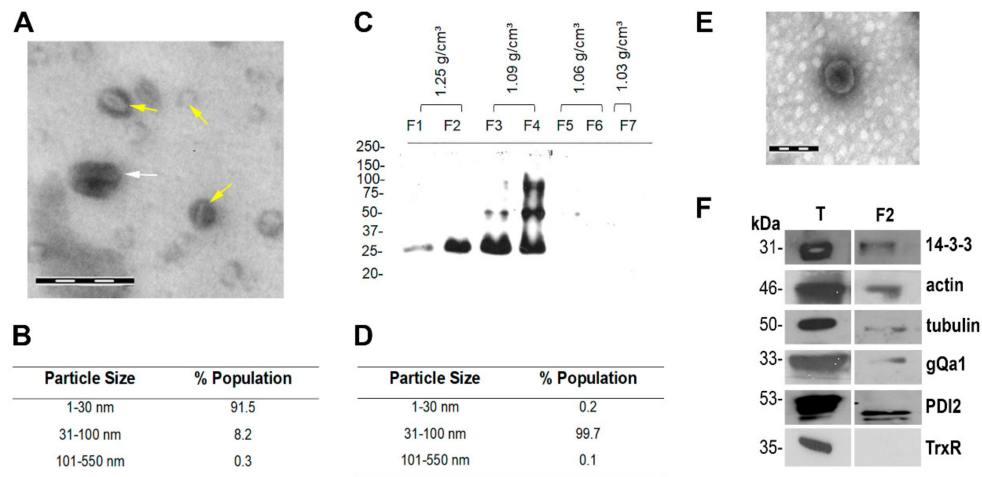 A
B
Particle Size % Population
1-30 nm 91.5
31-100 nm 8.2
101-550 nm 0.3
C
1.25 g/cm³ 1.09 g/cm³ 1.06 g/cm³ 1.03 g/cm³
F1 F2 F3 F4 F5 F6 F7
250-
150-
100-
75-
50-
37-
25-
20-
D
Particle Size % Population
1-30 nm 0.2
31-100 nm 99.7
101-550 nm 0.1
E
F
kDa T F2
31- 14-3-3
46- actin
50- tubulin
33- gQa1
53- PDI2
35- TrxR